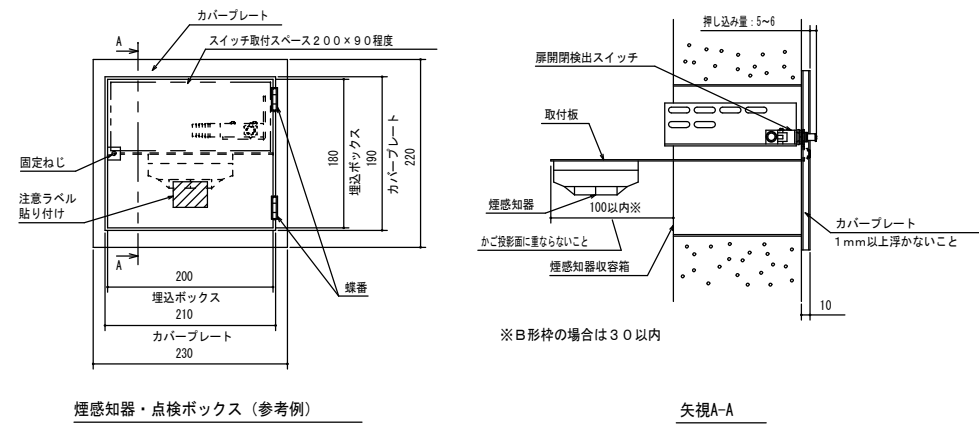 カバープレート
スイッチ取付スペース200×90程度
A
固定ねじ
注意ラベル
貼り付け
A
180
埋込ボックス
190
カバープレート
220
200
埋込ボックス
210
カバープレート
230
蝶番
煙感知器・点検ボックス（参考例）
押し込み量：5~6
扉開閉検出スイッチ
取付板
煙感知器
100以内※
かご投影面に重ならないこと
煙感知器収容箱
カバープレート
1mm以上浮かないこと
10
※B形枠の場合は30以内
矢視A-A